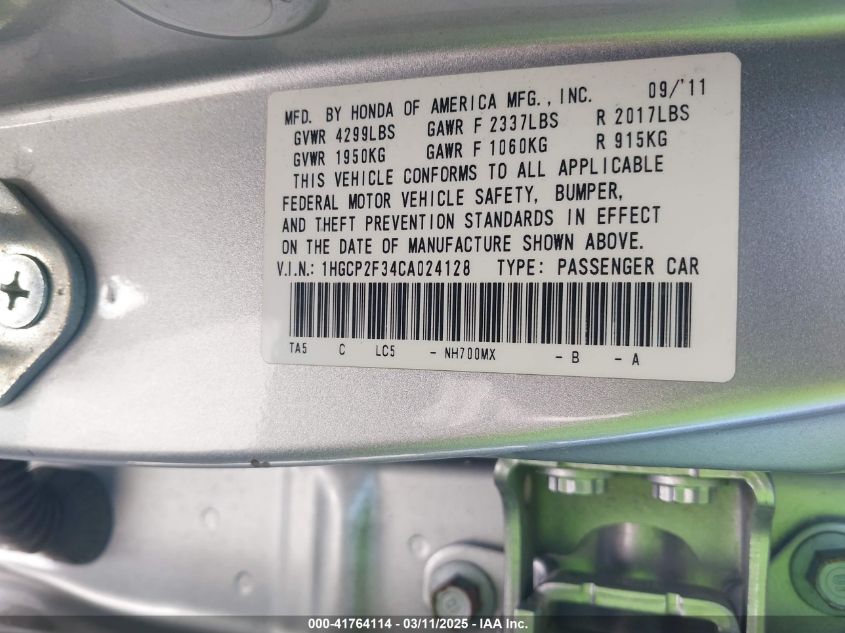 MFD. BY HONDA OF AMERICA MFG., INC. 09/'11
GVWR 4299LBS GAWR F 2337LBS R 2017LBS
GVWR 1950KG GAWR F 1060KG R 915KG
THIS VEHICLE CONFORMS TO ALL APPLICABLE
FEDERAL MOTOR VEHICLE SAFETY, BUMPER,
AND THEFT PREVENTION STANDARDS IN EFFECT
ON THE DATE OF MANUFACTURE SHOWN ABOVE.
V.I.N.: 1HGCP2F34CA024128 TYPE: PASSENGER CAR
TA5 C LC5 - NH700MX - B - A
000-41764114 - 03/11/2025 - IAA Inc.